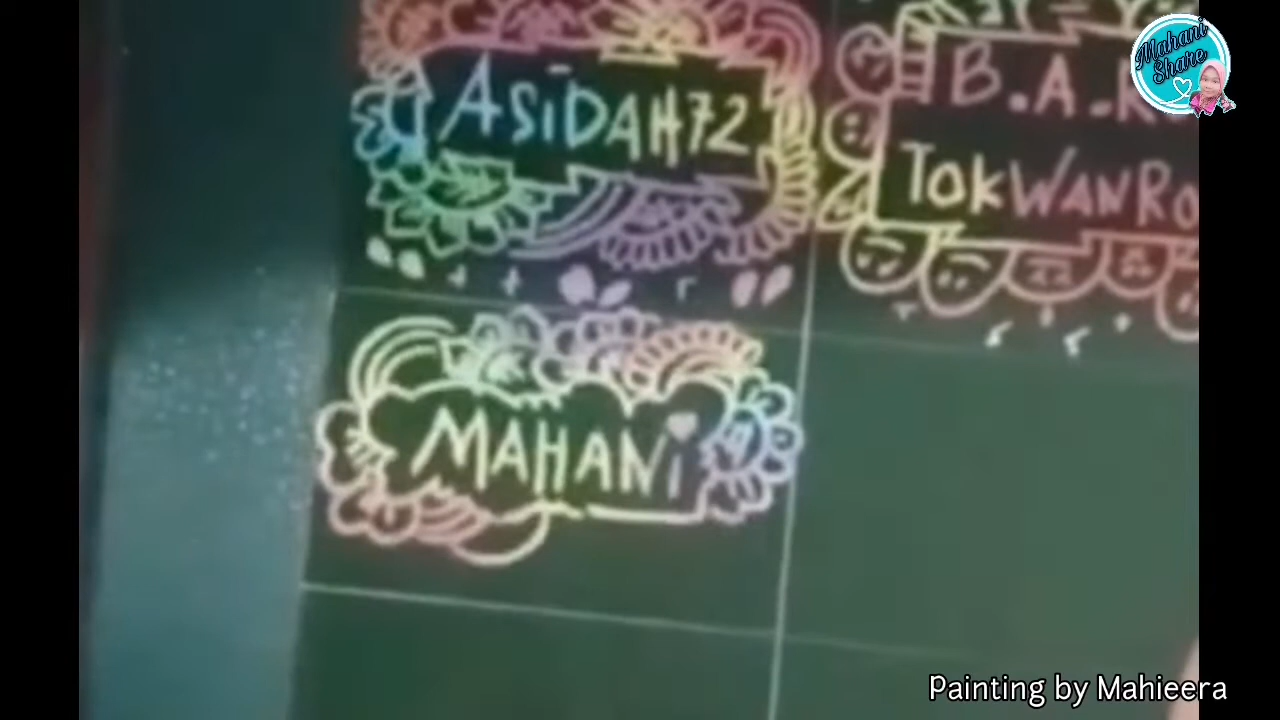 ASiDAH72
B.A.
TOKWANRO
MAHANi
Mahani
Share
Painting by Mahieera